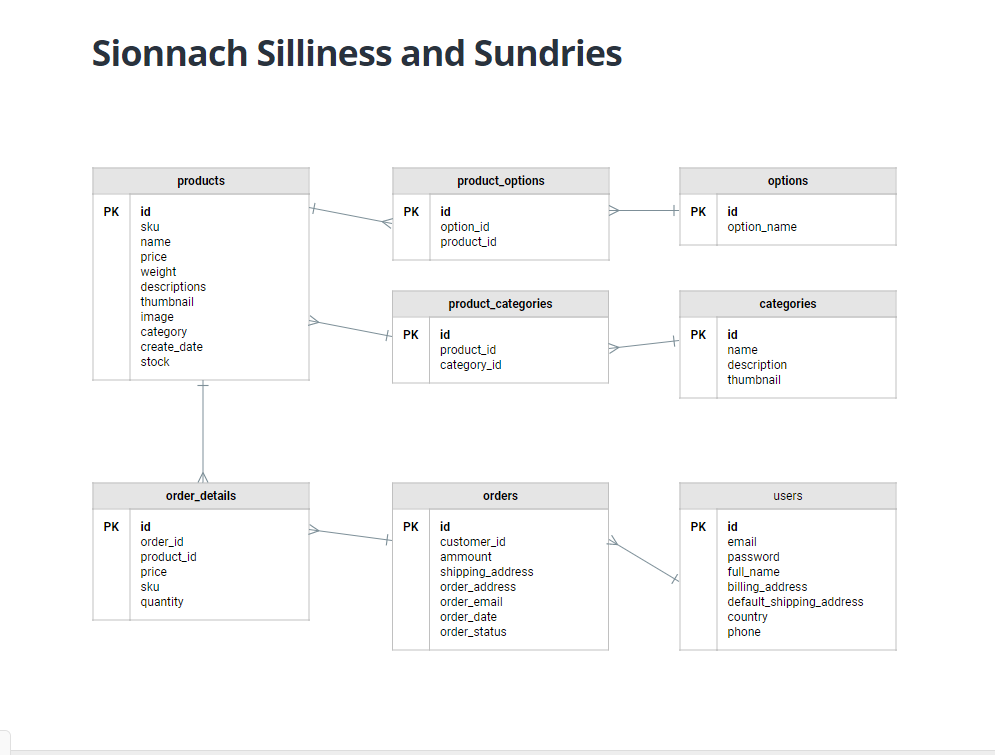 Sionnach Silliness and Sundries
products
PK id
sku
name
price
weight
descriptions
thumbnail
image
category
create_date
stock
product_options
PK id
option_id
product_id
options
PK id
option_name
product_categories
PK id
product_id
category_id
categories
PK id
name
description
thumbnail
order_details
PK id
order_id
product_id
price
sku
quantity
orders
PK id
customer_id
ammount
shipping_address
order_address
order_email
order_date
order_status
users
PK id
email
password
full_name
billing_address
default_shipping_address
country
phone